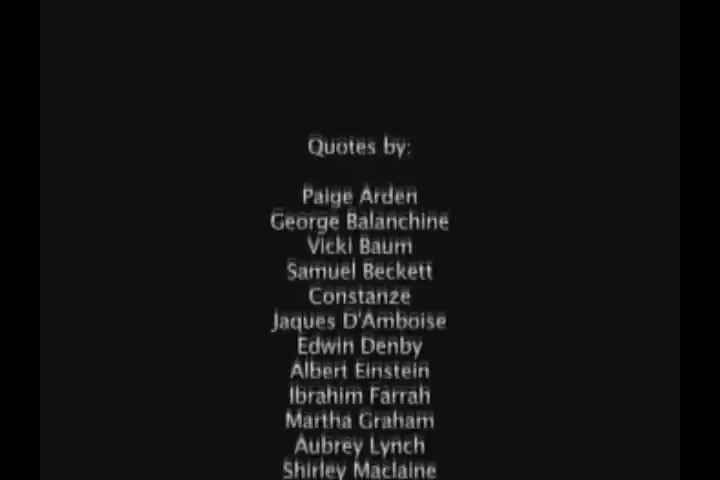 Quotes by:
Paige Arden
George Balanchine
Vicki Baum
Samuel Beckett
Constanze
Jaques D'Amboise
Edwin Denby
Albert Einstein
Ibrahim Farrah
Martha Graham
Aubrey Lynch
Shirley Maclaine